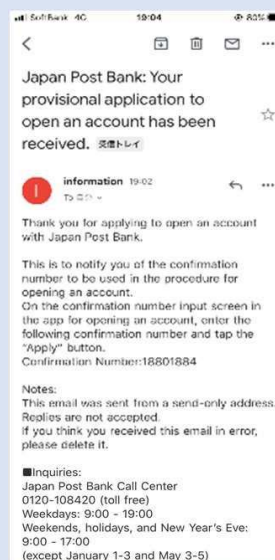 SoftBank 4G 19:04 80%
Japan Post Bank: Your
provisional application to
open an account has been
received. 受信トレイ
information 19:02
To 自分
Thank you for applying to open an account
with Japan Post Bank.
This is to notify you of the confirmation
number to be used in the procedure for
opening an account.
On the confirmation number input screen in
the app for opening an account, enter the
following confirmation number and tap the
"Apply" button.
Confirmation Number:18801884
Notes:
This email was sent from a send-only address.
Replies are not accepted.
If you think you received this email in error,
please delete it.
■Inquiries:
Japan Post Bank Call Center
0120-108420 (toll free)
Weekdays: 9:00 - 19:00
Weekends, holidays, and New Year's Eve:
9:00 - 17:00
(except January 1-3 and May 3-5)